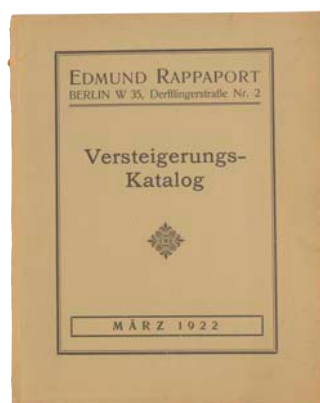 EDMUND RAPPAPORT
BERLIN W 35, Derfflingerstraße Nr. 2
Versteigerungs-
Katalog
MÄRZ 1922